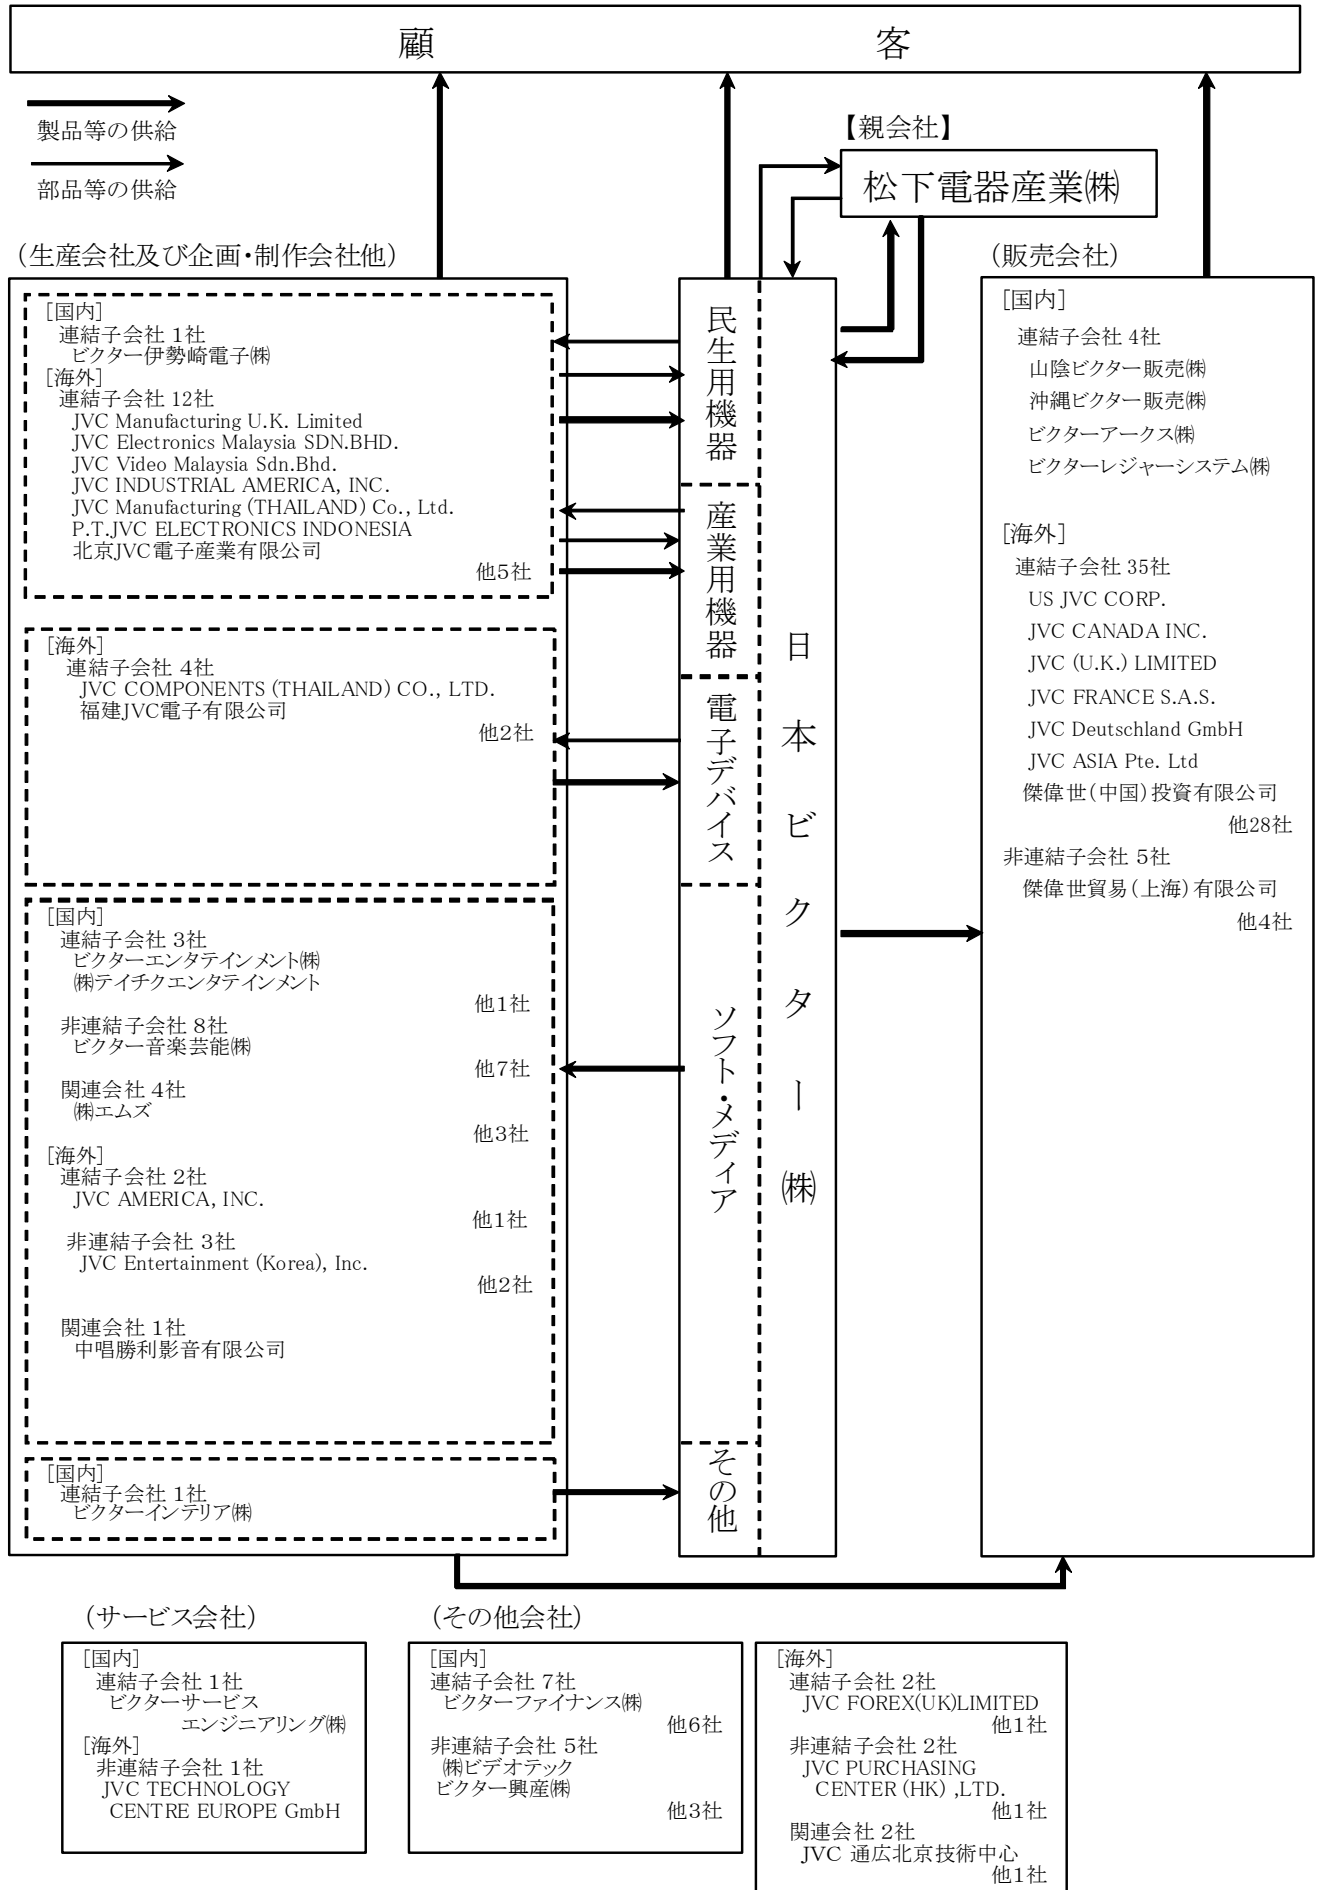 顧客
製品等の供給
部品等の供給
【親会社】
松下電器産業㈱
(生産会社及び企画・制作会社他)
[国内]
連結子会社 1社
ビクター伊勢崎電子㈱
[海外]
連結子会社 12社
JVC Manufacturing U.K. Limited
JVC Electronics Malaysia SDN.BHD.
JVC Video Malaysia Sdn.Bhd.
JVC INDUSTRIAL AMERICA, INC.
JVC Manufacturing (THAILAND) Co., Ltd.
P.T.JVC ELECTRONICS INDONESIA
北京JVC電子産業有限公司
他5社
[海外]
連結子会社 4社
JVC COMPONENTS (THAILAND) CO., LTD.
福建JVC電子有限公司
他2社
[国内]
連結子会社 3社
ビクターエンタテインメント㈱
㈱テイチクエンタテインメント
他1社
非連結子会社 8社
ビクター音楽芸能㈱
他7社
関連会社 4社
㈱エムズ
他3社
[海外]
連結子会社 2社
JVC AMERICA, INC.
他1社
非連結子会社 3社
JVC Entertainment (Korea), Inc.
他2社
関連会社 1社
中唱勝利影音有限公司
[国内]
連結子会社 1社
ビクターインテリア㈱
民生用機器
産業用機器
電子デバイス
ソフト・メディア
その他
日本ビクター㈱
(販売会社)
[国内]
連結子会社 4社
山陰ビクター販売㈱
沖縄ビクター販売㈱
ビクターアークス㈱
ビクターレジャーシステム㈱
[海外]
連結子会社 35社
US JVC CORP.
JVC CANADA INC.
JVC (U.K.) LIMITED
JVC FRANCE S.A.S.
JVC Deutschland GmbH
JVC ASIA Pte. Ltd
傑偉世(中国)投資有限公司
他28社
非連結子会社 5社
傑偉世貿易(上海)有限公司
他4社
(サービス会社)
[国内]
連結子会社 1社
ビクターサービス
エンジニアリング㈱
[海外]
非連結子会社 1社
JVC TECHNOLOGY
CENTRE EUROPE GmbH
(その他会社)
[国内]
連結子会社 7社
ビクターファイナンス㈱
他6社
非連結子会社 5社
㈱ビデオテック
ビクター興産㈱
他3社
[海外]
連結子会社 2社
JVC FOREX(UK)LIMITED
他1社
非連結子会社 2社
JVC PURCHASING
CENTER (HK) ,LTD.
他1社
関連会社 2社
JVC 通広北京技術中心
他1社